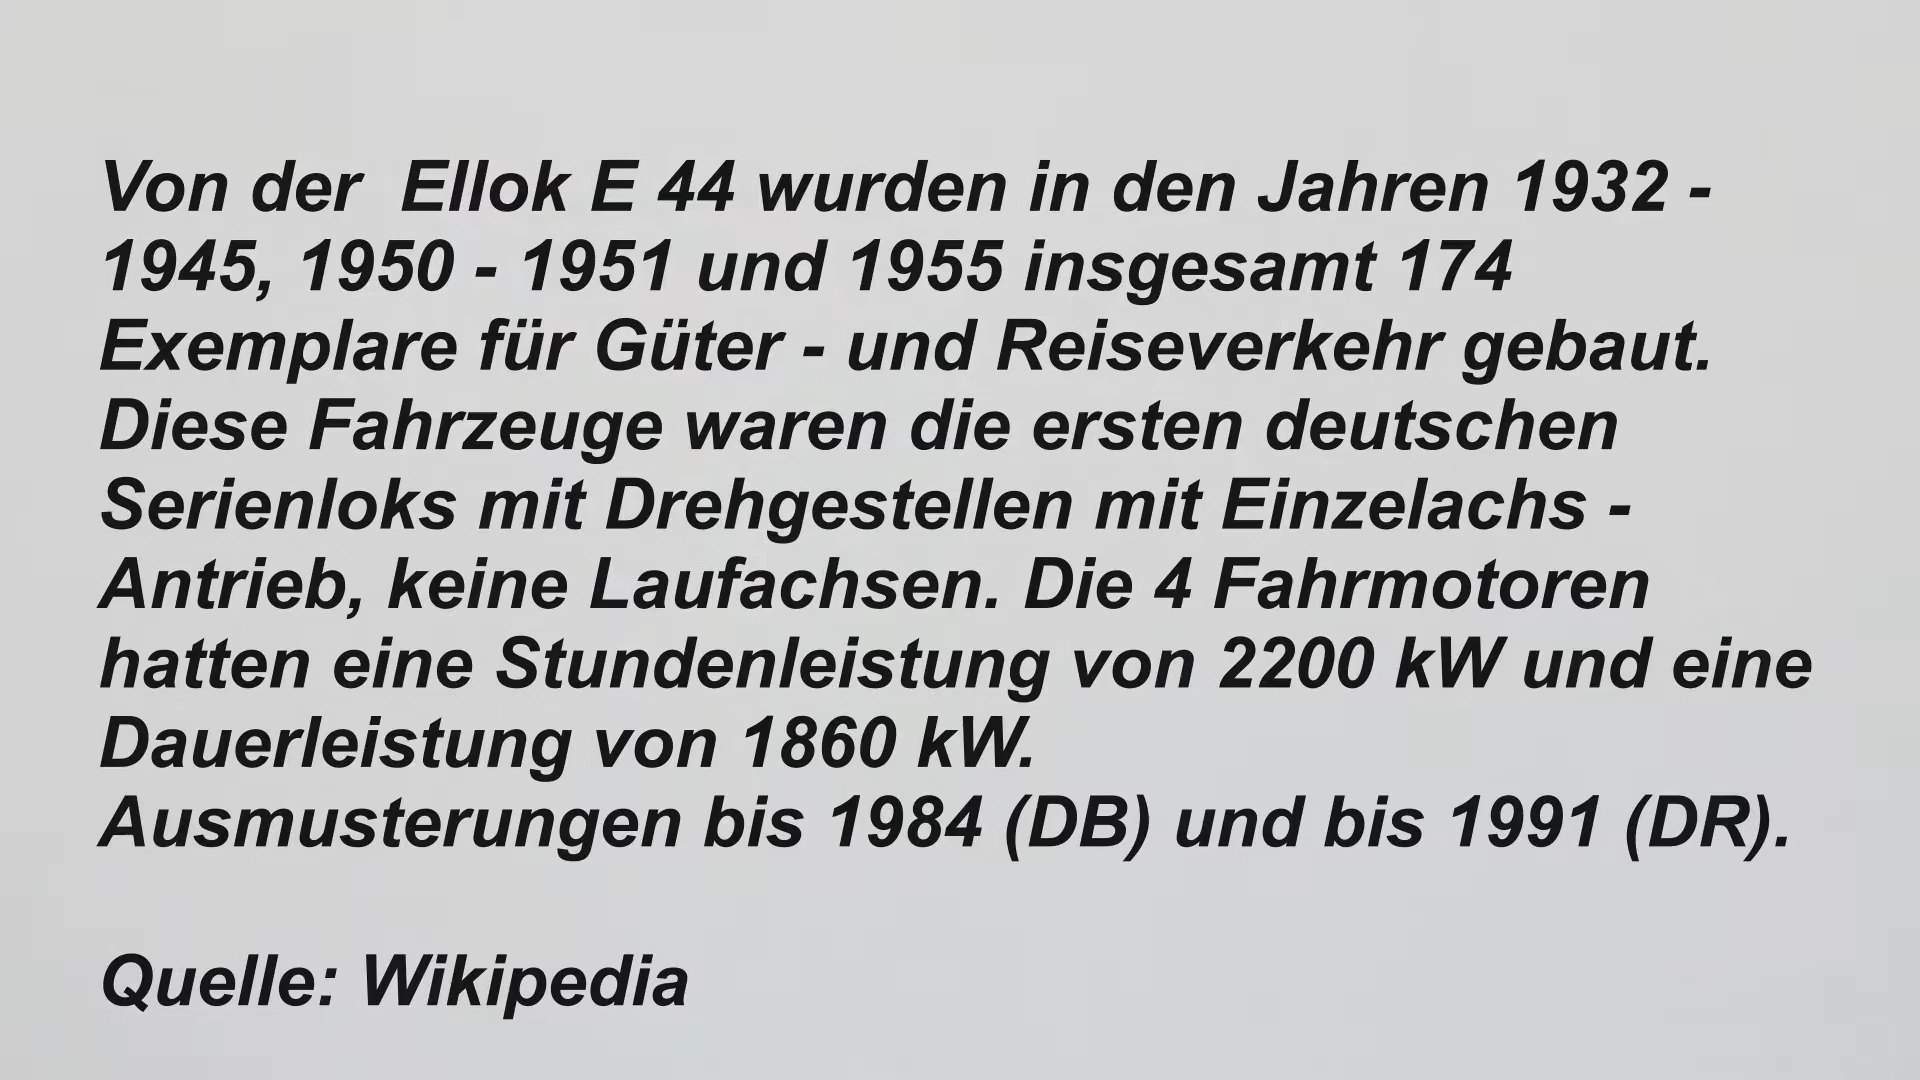 Von der  Ellok E 44 wurden in den Jahren 1932 -
1945, 1950 - 1951 und 1955 insgesamt 174
Exemplare für Güter - und Reiseverkehr gebaut.
Diese Fahrzeuge waren die ersten deutschen
Serienloks mit Drehgestellen mit Einzelachs -
Antrieb, keine Laufachsen. Die 4 Fahrmotoren
hatten eine Stundenleistung von 2200 kW und eine
Dauerleistung von 1860 kW.
Ausmusterungen bis 1984 (DB) und bis 1991 (DR).
Quelle: Wikipedia